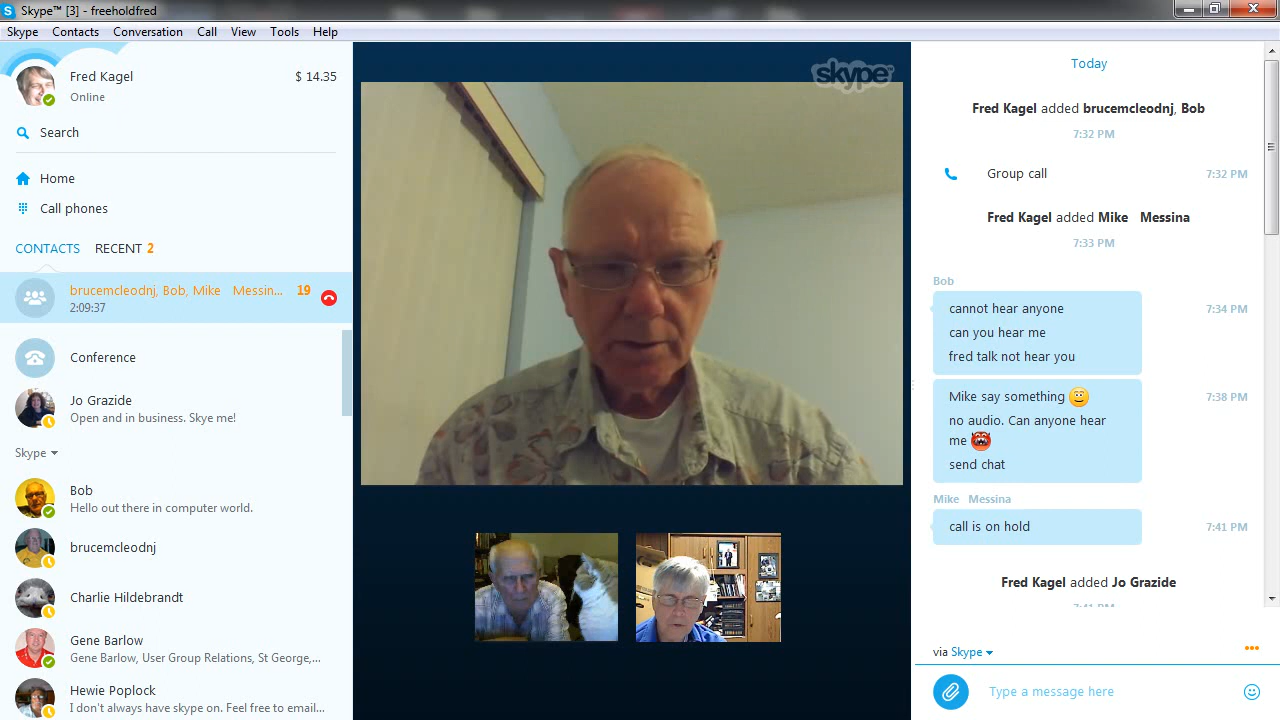 Skype™ [3] - freeholdfred
Skype Contacts Conversation Call View Tools Help
Fred Kagel $ 14.35
Online
Search
Home
Call phones
CONTACTS RECENT 2
brucemcleodnj, Bob, Mike Messin... 19
2:09:37
Conference
Jo Grazide
Open and in business. Skye me!
Skype
Bob
Hello out there in computer world.
brucemcleodnj
Charlie Hildebrandt
Gene Barlow
Gene Barlow, User Group Relations, St George,...
Hewie Poplock
I don't always have skype on. Feel free to email...
skype™
Today
Fred Kagel added brucemcleodnj, Bob
7:32 PM
Group call 7:32 PM
Fred Kagel added Mike Messina
7:33 PM
Bob
cannot hear anyone 7:34 PM
can you hear me
fred talk not hear you
Mike say something 7:38 PM
no audio. Can anyone hear
me
send chat
Mike Messina
call is on hold 7:41 PM
Fred Kagel added Jo Grazide
7:41 PM
via Skype
Type a message here